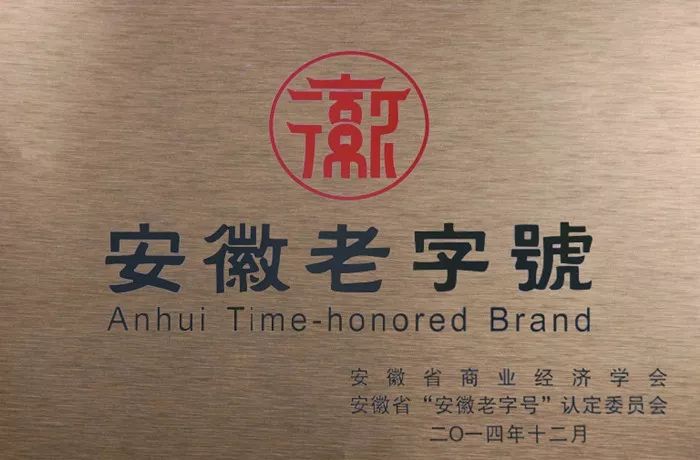 安徽老字號
Anhui Time-honored Brand
安徽省商业经济学会
安徽省“安徽老字号”认定委员会
二〇一四年十二月